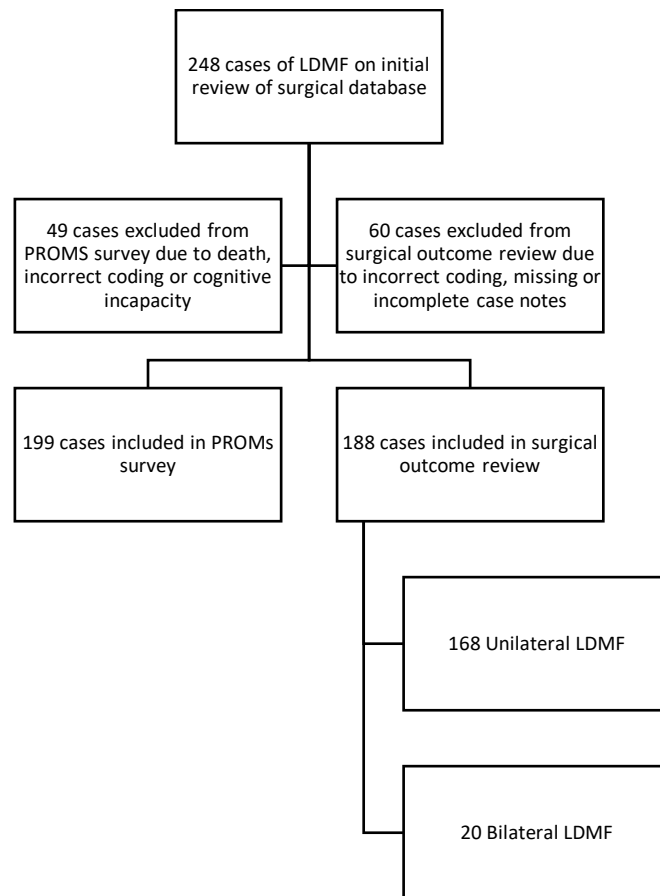 248 cases of LDMF on initial
review of surgical database
49 cases excluded from
PROMS survey due to death,
incorrect coding or cognitive
incapacity
60 cases excluded from
surgical outcome review due
to incorrect coding, missing or
incomplete case notes
199 cases included in PROMs
survey
188 cases included in surgical
outcome review
168 Unilateral LDMF
20 Bilateral LDMF